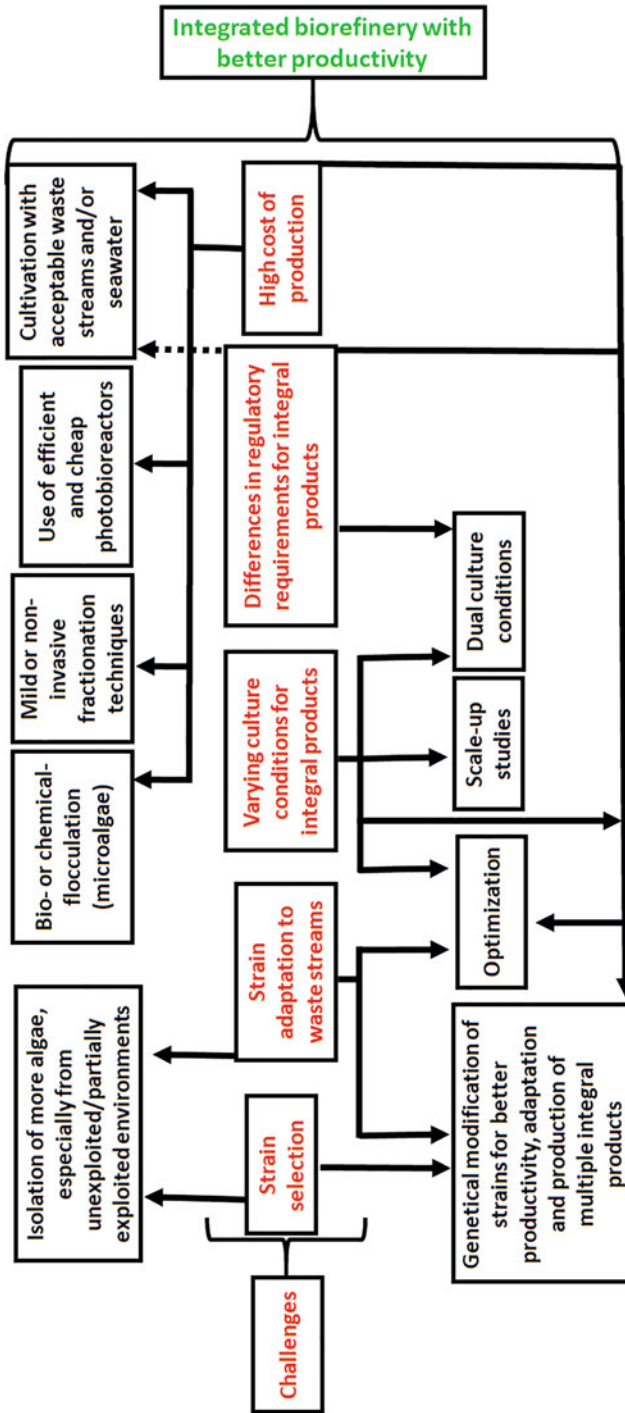 Challenges
Strain
selection
Strain
adaptation to
waste streams
Varying culture
conditions for
integral products
Differences in regulatory
requirements for integral
products
High cost of
production
Isolation of more algae,
especially from
unexploited/partially
exploited environments
Bio- or chemical-
flocculation
(microalgae)
Mild or non-
invasive
fractionation
techniques
Use of efficient
and cheap
photobioreactors
Cultivation with
acceptable waste
streams and/or
seawater
Genetical modification of
strains for better
productivity, adaptation
and production of
multiple integral
products
Optimization
Scale-up
studies
Dual culture
conditions
Integrated biorefinery with
better productivity